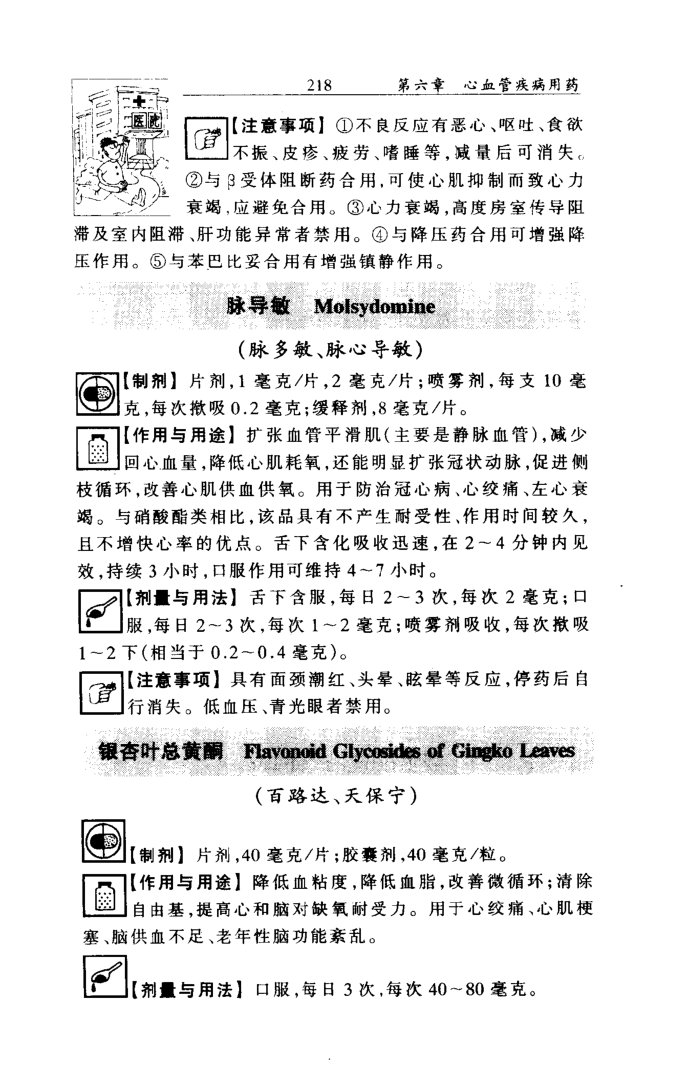 218 第六章 心血管疾病用药
医院
【注意事项】①不良反应有恶心、呕吐、食欲
不振、皮疹、疲劳、嗜睡等,减量后可消失。
②与β受体阻断药合用,可使心肌抑制而致心力
衰竭,应避免合用。③心力衰竭,高度房室传导阻
滞及室内阻滞、肝功能异常者禁用。④与降压药合用可增强降
压作用。⑤与苯巴比妥合用有增强镇静作用。
脉导敏 Molsydomine
(脉多敏、脉心导敏)
【制剂】片剂,1毫克/片,2毫克/片;喷雾剂,每支10毫
克,每次揿吸0.2毫克;缓释剂,8毫克/片。
【作用与用途】扩张血管平滑肌(主要是静脉血管),减少
回心血量,降低心肌耗氧,还能明显扩张冠状动脉,促进侧
枝循环,改善心肌供血供氧。用于防治冠心病、心绞痛、左心衰
竭。与硝酸酯类相比,该品具有不产生耐受性、作用时间较久,
且不增快心率的优点。舌下含化吸收迅速,在2~4分钟内见
效,持续3小时,口服作用可维持4~7小时。
【剂量与用法】舌下含服,每日2~3次,每次2毫克;口
服,每日2~3次,每次1~2毫克;喷雾剂吸收,每次揿吸
1~2下(相当于0.2~0.4毫克)。
【注意事项】具有面颈潮红、头晕、眩晕等反应,停药后自
行消失。低血压、青光眼者禁用。
银杏叶总黄酮 Flavonoid Glycosides of Gingko Leaves
(百路达、天保宁)
【制剂】片剂,40毫克/片;胶囊剂,40毫克/粒。
【作用与用途】降低血粘度,降低血脂,改善微循环;清除
自由基,提高心和脑对缺氧耐受力。用于心绞痛、心肌梗
塞、脑供血不足、老年性脑功能紊乱。
【剂量与用法】口服,每日3次,每次40~80毫克。